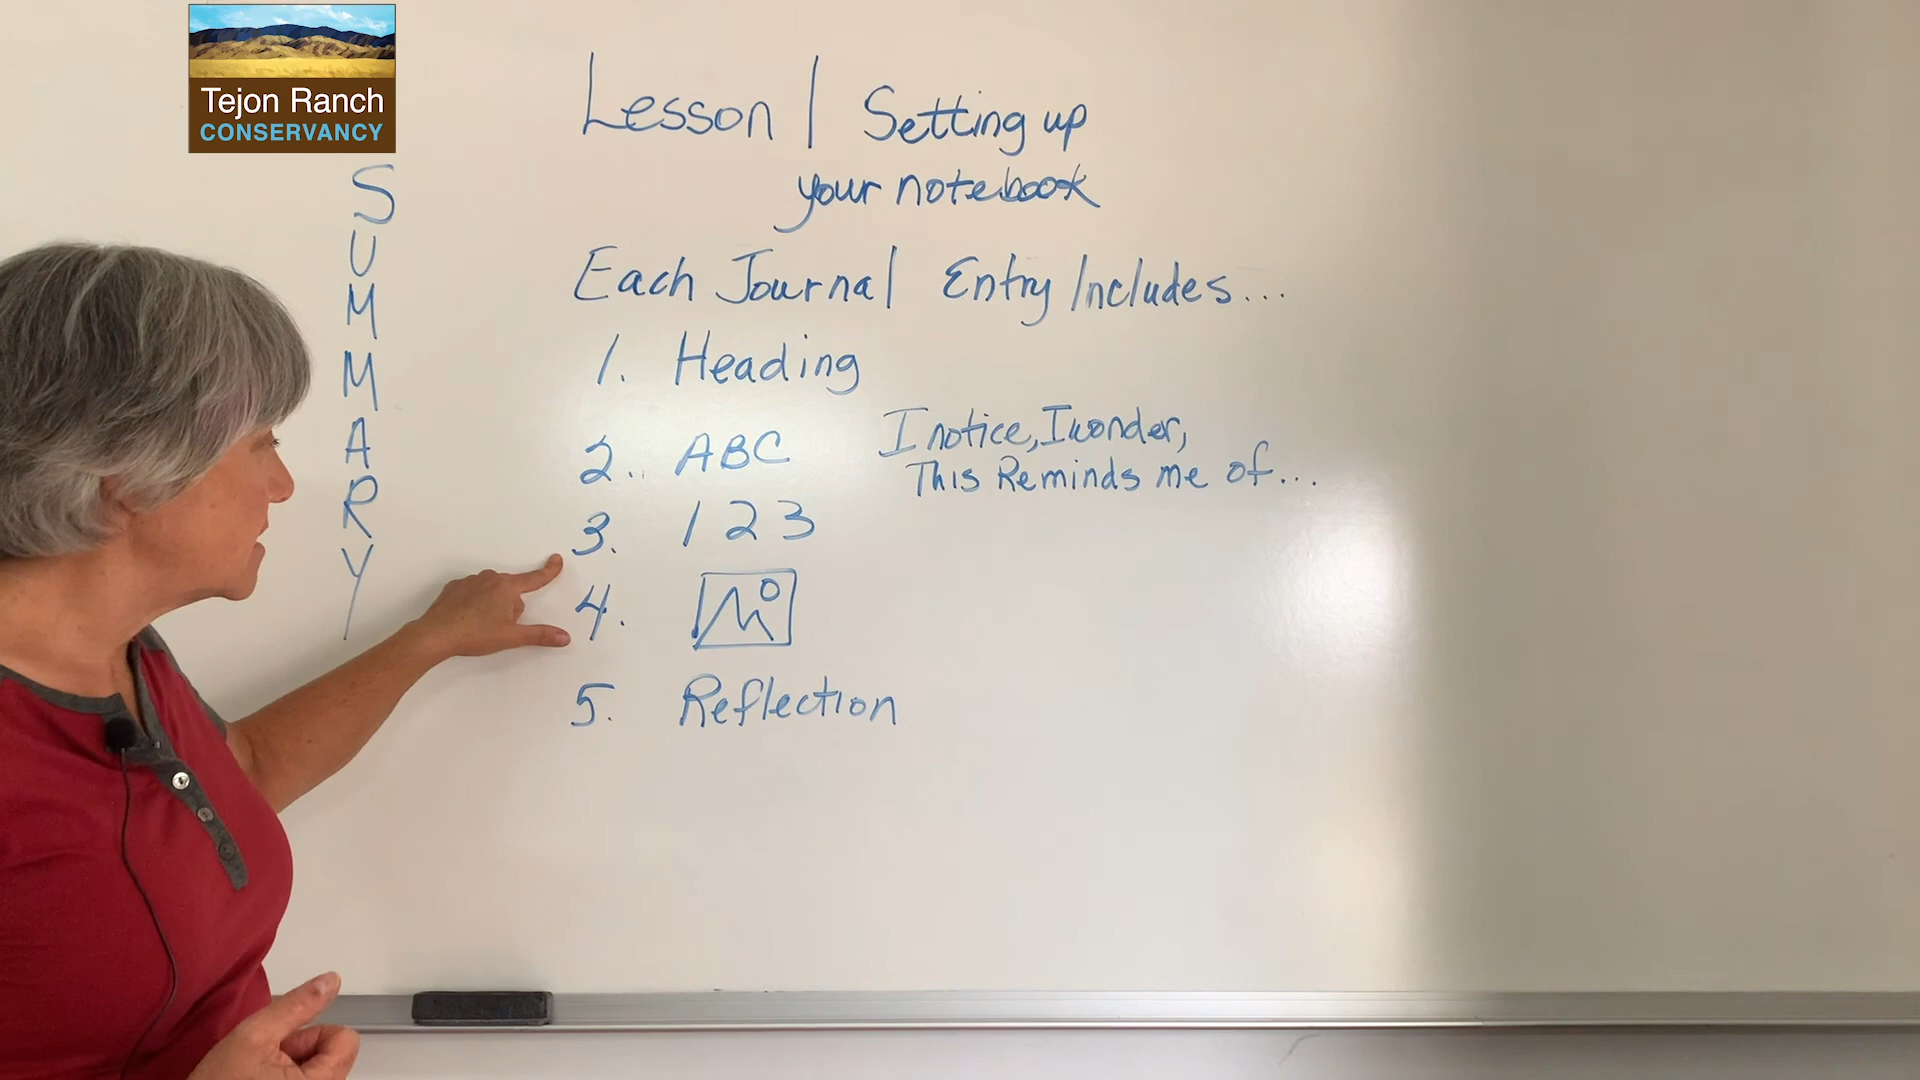 Tejon Ranch
CONSERVANCY
SUMMARY
Lesson 1 Setting up
your notebook
Each Journal Entry Includes...
1. Heading
2. ABC I notice, I wonder,
This Reminds me of...
3. 123
4.
5. Reflection